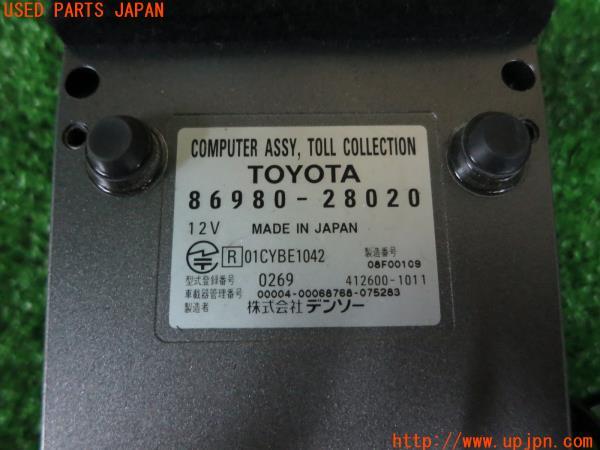 USED PARTS JAPAN
COMPUTER ASSY, TOLL COLLECTION
TOYOTA
86980-28020
12V MADE IN JAPAN
R 01CYBE1042 製造番号 08F00109
型式登録番号 0269 412600-1011
車載器管理番号 00004-00068768-075283
製造者 株式会社デンソー
http://www.upjpn.com